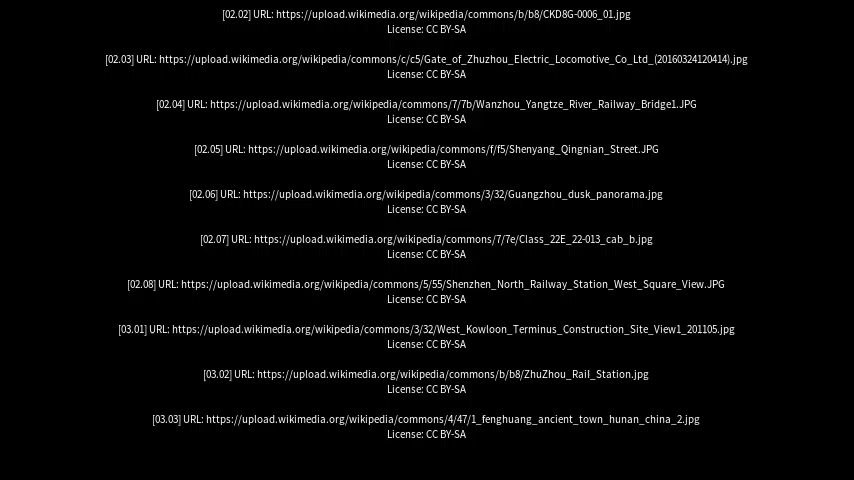 [02.02] URL: https://upload.wikimedia.org/wikipedia/commons/b/b8/CKD8G-0006_01.jpg
License: CC BY-SA
[02.03] URL: https://upload.wikimedia.org/wikipedia/commons/c/c5/Gate_of_Zhuzhou_Electric_Locomotive_Co_Ltd_(20160324120414).jpg
License: CC BY-SA
[02.04] URL: https://upload.wikimedia.org/wikipedia/commons/7/7b/Wanzhou_Yangtze_River_Railway_Bridge1.JPG
License: CC BY-SA
[02.05] URL: https://upload.wikimedia.org/wikipedia/commons/f/f5/Shenyang_Qingnian_Street.JPG
License: CC BY-SA
[02.06] URL: https://upload.wikimedia.org/wikipedia/commons/3/32/Guangzhou_dusk_panorama.jpg
License: CC BY-SA
[02.07] URL: https://upload.wikimedia.org/wikipedia/commons/7/7e/Class_22E_22-013_cab_b.jpg
License: CC BY-SA
[02.08] URL: https://upload.wikimedia.org/wikipedia/commons/5/55/Shenzhen_North_Railway_Station_West_Square_View.JPG
License: CC BY-SA
[03.01] URL: https://upload.wikimedia.org/wikipedia/commons/3/32/West_Kowloon_Terminus_Construction_Site_View1_201105.jpg
License: CC BY-SA
[03.02] URL: https://upload.wikimedia.org/wikipedia/commons/b/b8/ZhuZhou_Rail_Station.jpg
License: CC BY-SA
[03.03] URL: https://upload.wikimedia.org/wikipedia/commons/4/47/1_fenghuang_ancient_town_hunan_china_2.jpg
License: CC BY-SA